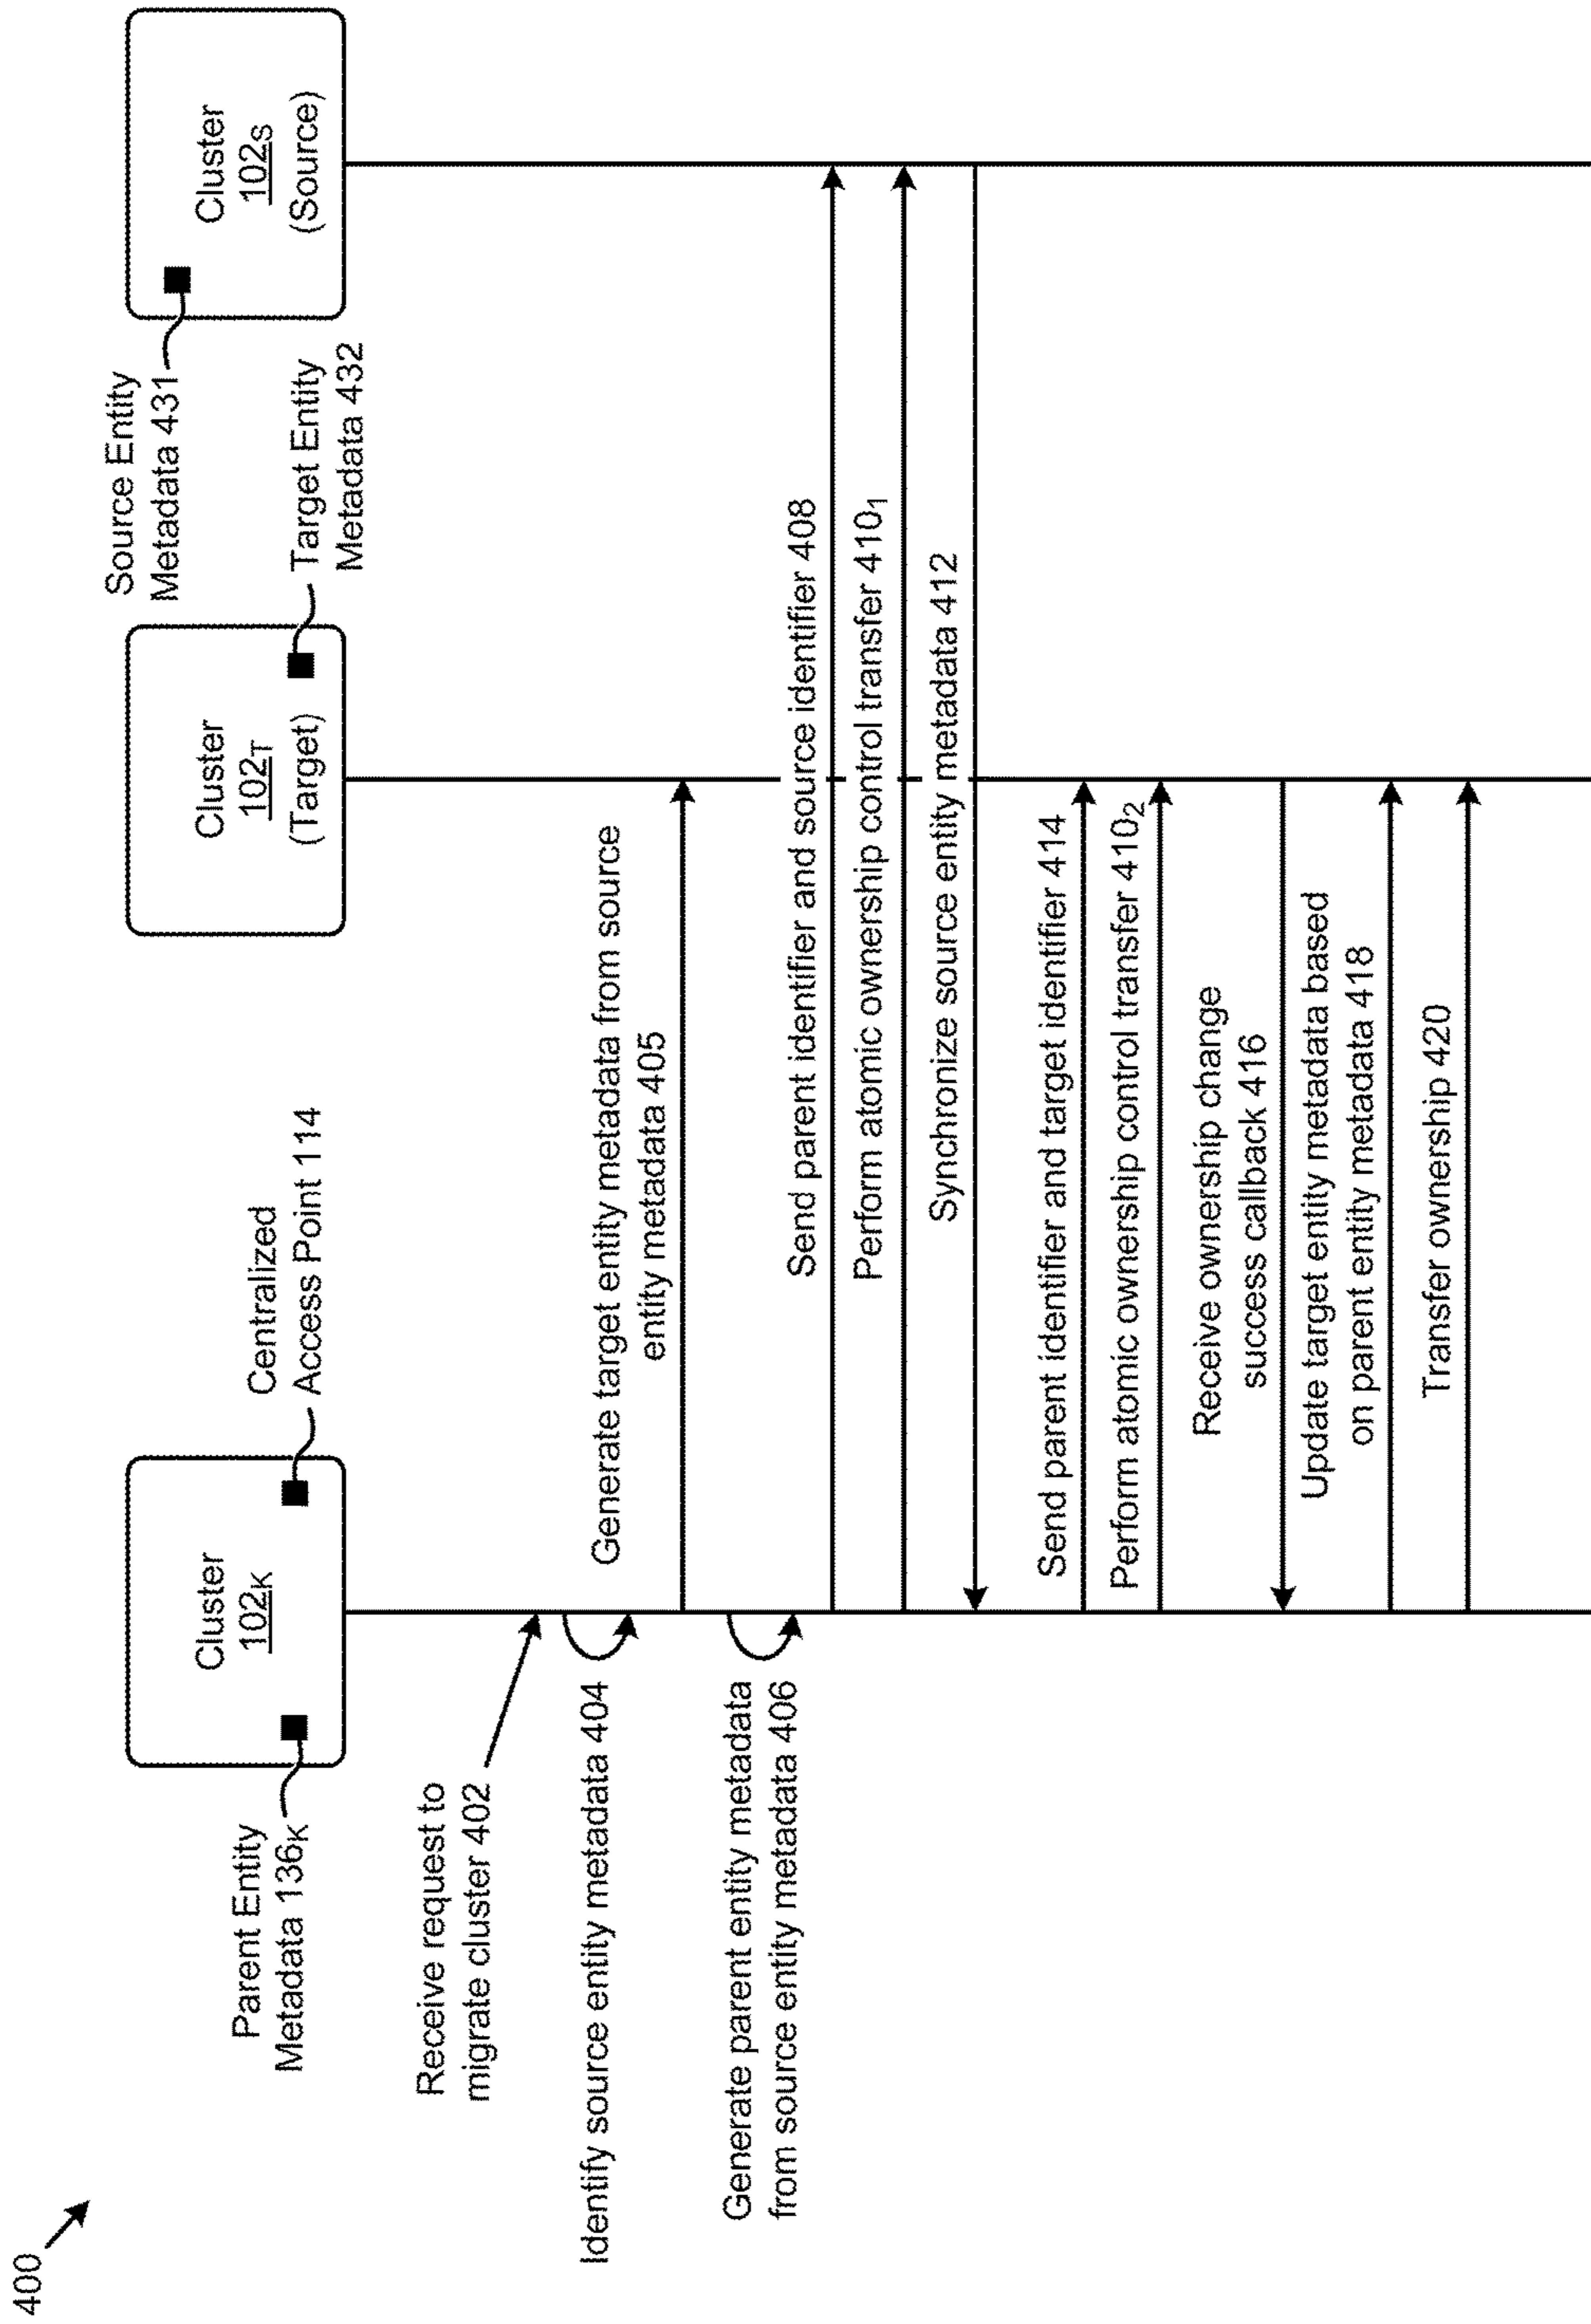 400
Parent Entity
Metadata 136K
Centralized
Access Point 114
Source Entity
Metadata 431
Target Entity
Metadata 432
Cluster
102K
Cluster
102T
(Target)
Cluster
102S
(Source)
Receive request to
migrate cluster 402
Identify source entity metadata 404
Generate target entity metadata from source
entity metadata 405
Generate parent entity metadata
from source entity metadata 406
Send parent identifier and source identifier 408
Perform atomic ownership control transfer 4101
Synchronize source entity metadata 412
Send parent identifier and target identifier 414
Perform atomic ownership control transfer 4102
Receive ownership change
success callback 416
Update target entity metadata based
on parent entity metadata 418
Transfer ownership 420